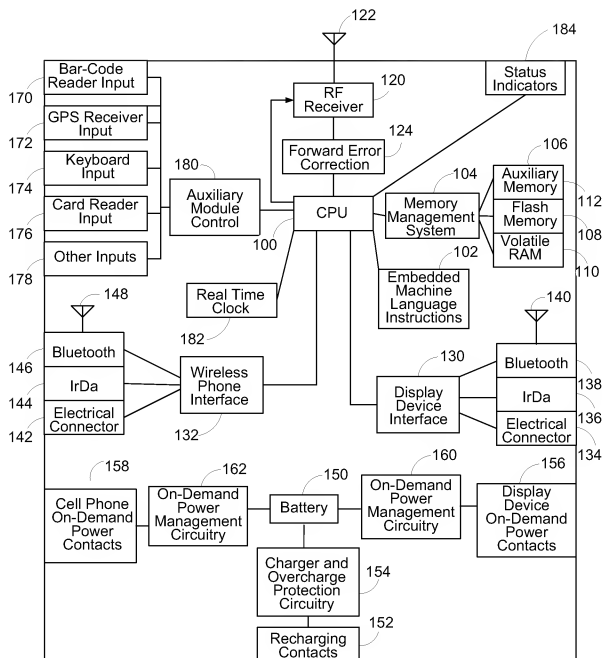 122
184
Bar-Code
Reader Input
170
RF
Receiver
120
Status
Indicators
GPS Receiver
Input
172
124
Forward Error
Correction
106
Keyboard
Input
174
180
104
Auxiliary
Memory
112
Auxiliary
Module
Control
CPU
100
Memory
Management
System
Flash
Memory
108
Card Reader
Input
176
Volatile
RAM
110
Other Inputs
178
102
Embedded
Machine
Language
Instructions
Real Time
Clock
182
148
140
Bluetooth
146
130
Bluetooth
138
IrDa
144
Wireless
Phone
Interface
132
Display
Device
Interface
IrDa
136
Electrical
Connector
142
Electrical
Connector
134
158
162
150
160
156
Cell Phone
On-Demand
Power
Contacts
On-Demand
Power
Management
Circuitry
Battery
On-Demand
Power
Management
Circuitry
Display
Device
On-Demand
Power
Contacts
Charger and
Overcharge
Protection
Circuitry
154
152
Recharging
Contacts